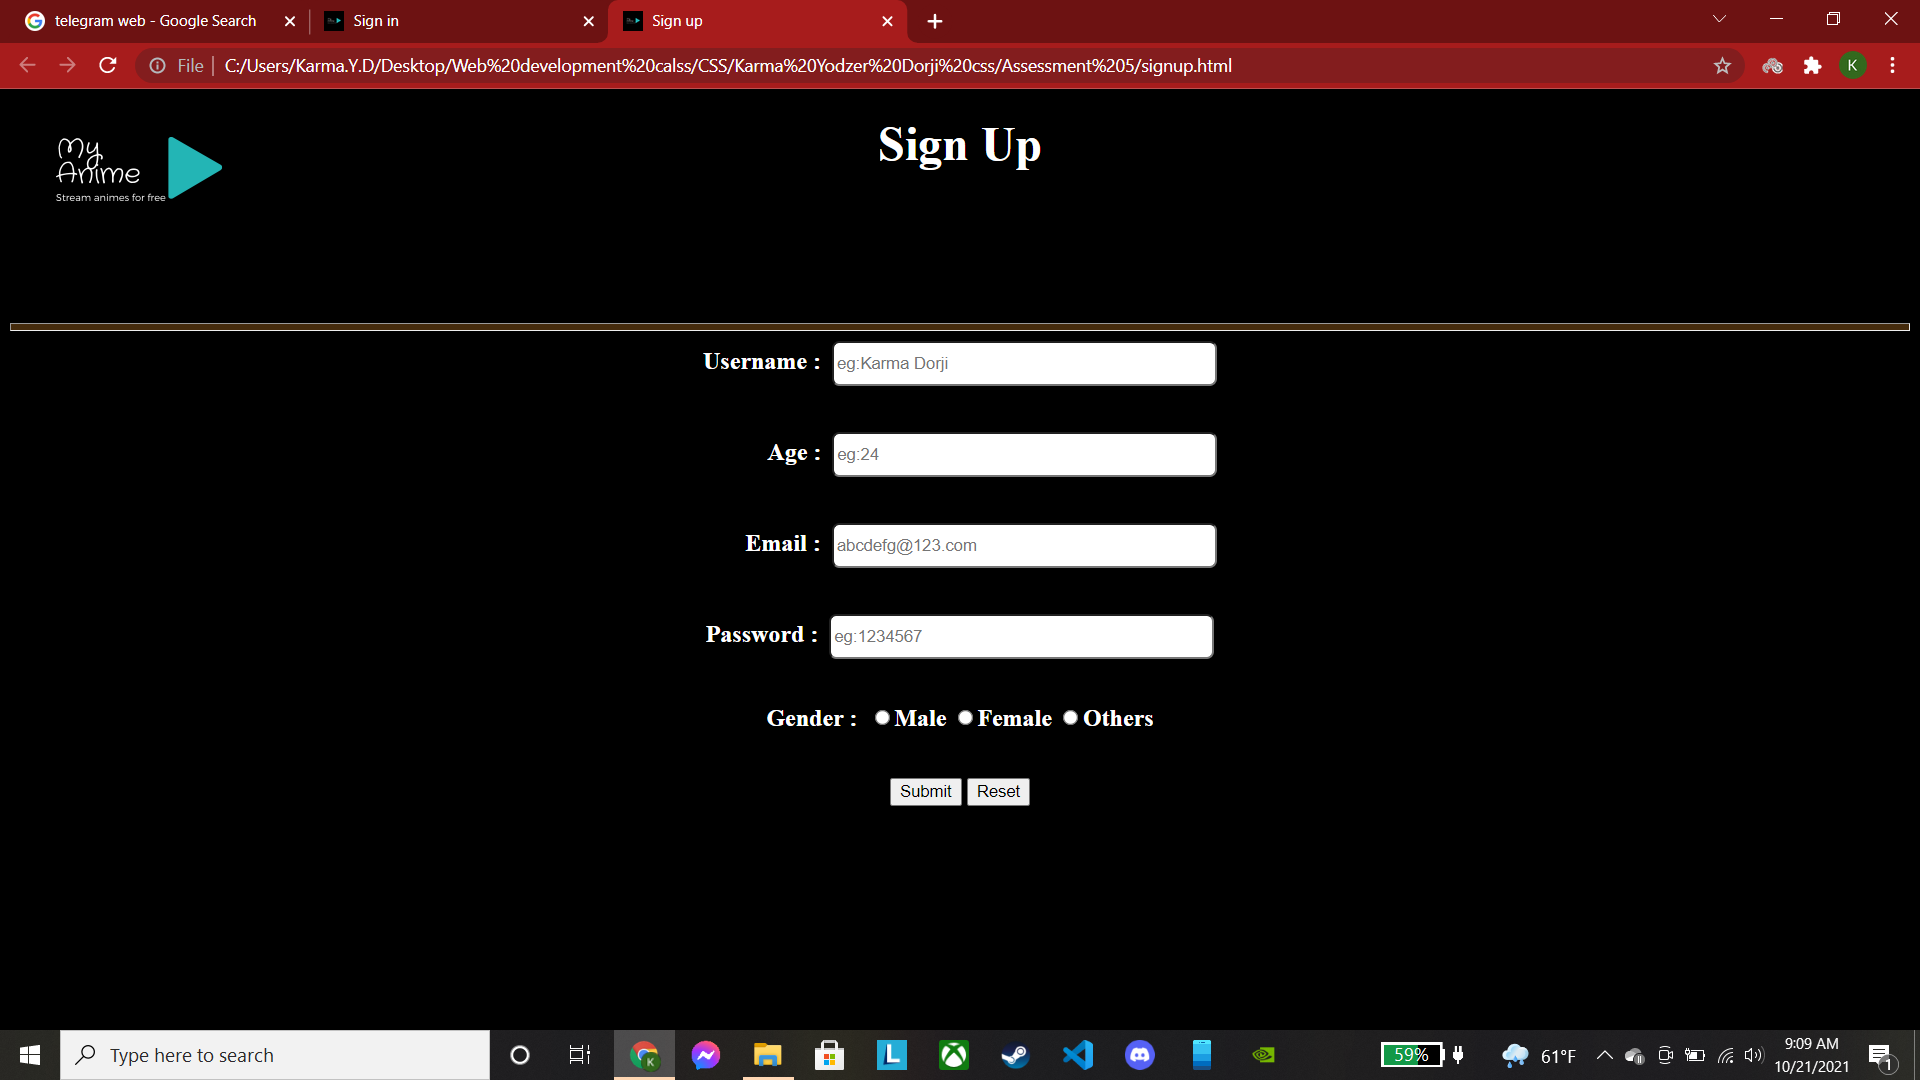 telegram web - Google Search
Sign in
Sign up
File
C:/Users/Karma.Y.D/Desktop/Web%20development%20calss/CSS/Karma%20Yodzer%20Dorji%20css/Assessment%205/signup.html
K
My
Anime
Stream animes for free
Sign Up
Username :
eg:Karma Dorji
Age :
eg:24
Email :
abcdefg@123.com
Password :
eg:1234567
Gender : Male Female Others
Submit Reset
Type here to search
K
L
59%
61°F
9:09 AM
10/21/2021
1